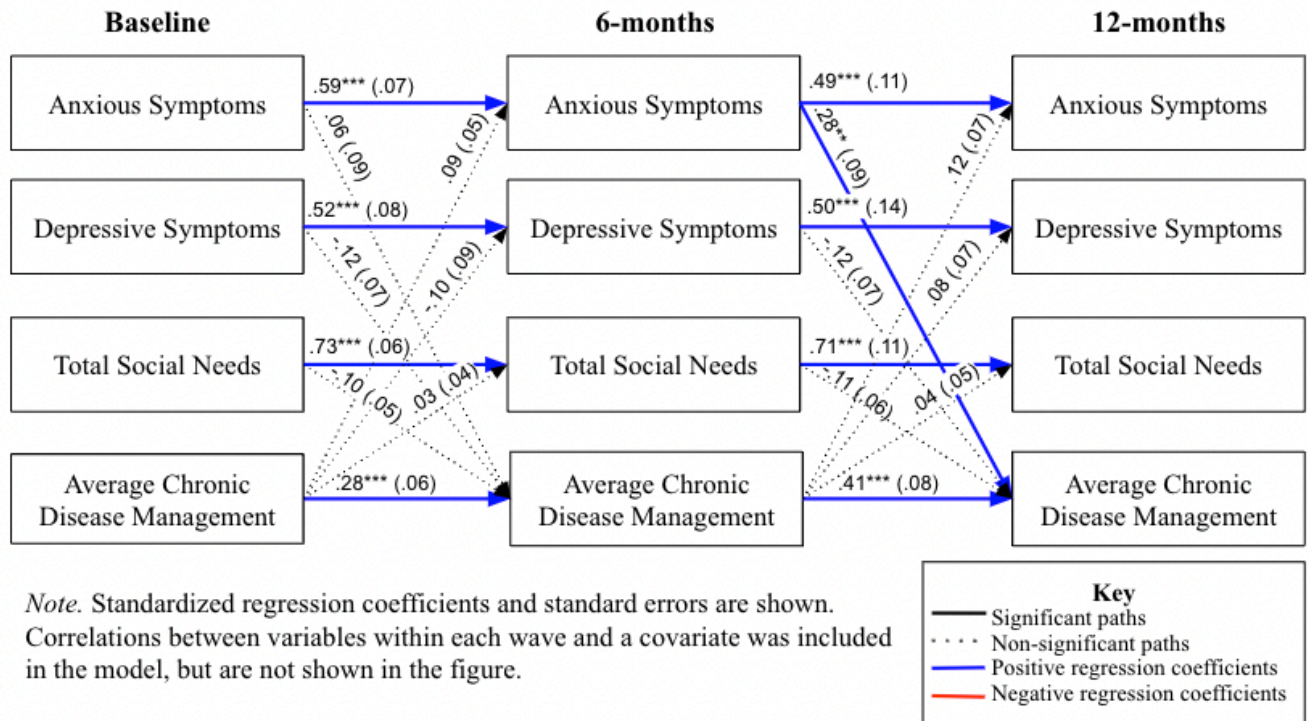 Baseline
6-months
12-months
Anxious Symptoms
.59*** (.07)
Anxious Symptoms
.49*** (.11)
Anxious Symptoms
.06 (.09)
.09 (.05)
.28** (.09)
.12 (.07)
Depressive Symptoms
.52*** (.08)
Depressive Symptoms
.50*** (.14)
Depressive Symptoms
-.12 (.07)
-.10 (.09)
-.12 (.07)
.08 (.07)
Total Social Needs
.73*** (.06)
Total Social Needs
.71*** (.11)
Total Social Needs
-.10 (.05)
.03 (.04)
-.11 (.06)
.04 (.05)
Average Chronic
Disease Management
.28*** (.06)
Average Chronic
Disease Management
.41*** (.08)
Average Chronic
Disease Management
Note. Standardized regression coefficients and standard errors are shown.
Correlations between variables within each wave and a covariate was included
in the model, but are not shown in the figure.
Key
Significant paths
Non-significant paths
Positive regression coefficients
Negative regression coefficients